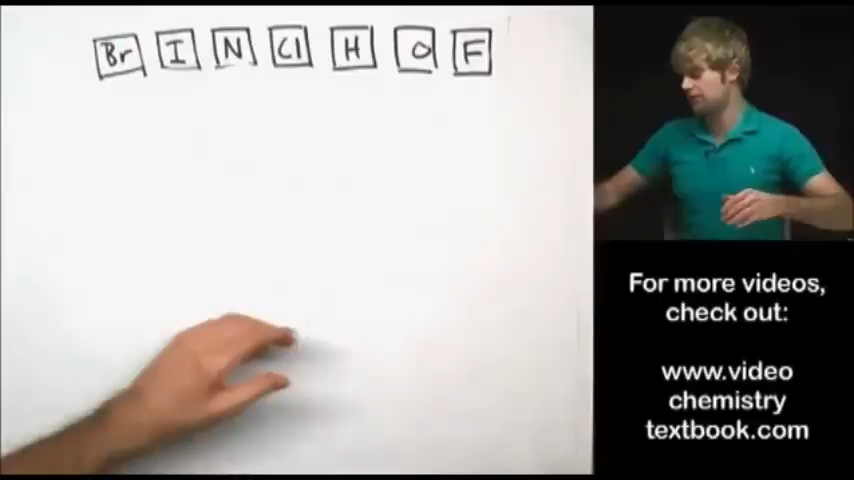 Br I N Cl H O F
For more videos,
check out:
www.video
chemistry
textbook.com